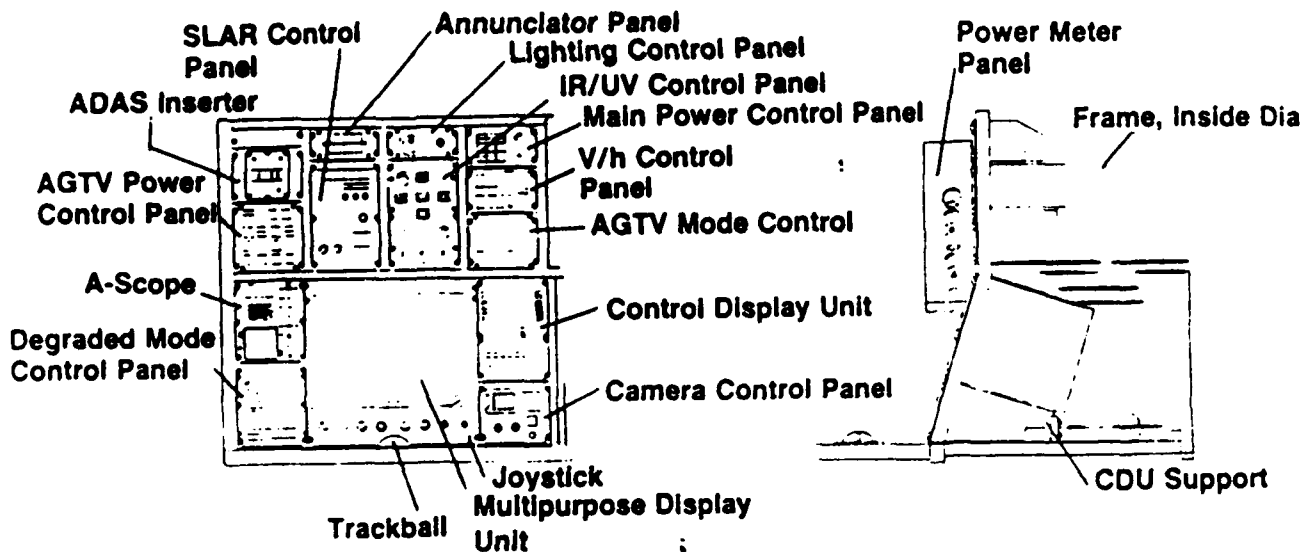 SLAR Control
Panel
Annunciator Panel
Lighting Control Panel
IR/UV Control Panel
Main Power Control Panel
ADAS Inserter
V/h Control
Panel
AGTV Power
Control Panel
AGTV Mode Control
A-Scope
Control Display Unit
Degraded Mode
Control Panel
Camera Control Panel
Joystick
Multipurpose Display
Unit
Trackball
Power Meter
Panel
Frame, Inside Dia
CDU Support